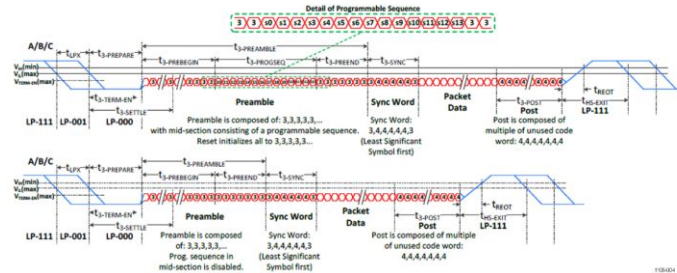 Detail of Programmable Sequence
3 3 s0 s1 s2 s3 s4 s5 s6 s7 s8 s9 s10 s11 s12 s13 3 3
A/B/C
tLPX
t3-PREPARE
t3-PREAMBLE
t3-PREBEGIN
t3-PROGSEQ
t3-PREEND
t3-SYNC
VIH(min)
VIL(max)
VTERM-EN(max)
t3-TERM-EN
t3-SETTLE
LP-111
LP-001
LP-000
Preamble
Preamble is composed of: 3,3,3,3,3,...
with mid-section consisting of a programmable sequence.
Reset initializes all to 3,3,3,3,3...
Sync Word
Sync Word:
3,4,4,4,4,4,3
(Least Significant
Symbol first)
Packet
Data
t3-POST
Post
Post is composed of
multiple of unused code
word: 4,4,4,4,4,4,4
tREOT
tHS-EXIT
LP-111
A/B/C
tLPX
t3-PREPARE
t3-PREAMBLE
t3-PREBEGIN
t3-PREEND
t3-SYNC
VIH(min)
VIL(max)
VTERM-EN(max)
t3-TERM-EN
t3-SETTLE
LP-111
LP-001
LP-000
Preamble
Preamble is composed
of: 3,3,3,3,3,...
Prog. sequence in
mid-section is disabled.
Sync Word
Sync Word:
3,4,4,4,4,4,3
(Least Significant
Symbol first)
Packet
Data
t3-POST
Post
Post is composed of multiple
of unused code word:
4,4,4,4,4,4,4
tREOT
tHS-EXIT
LP-111